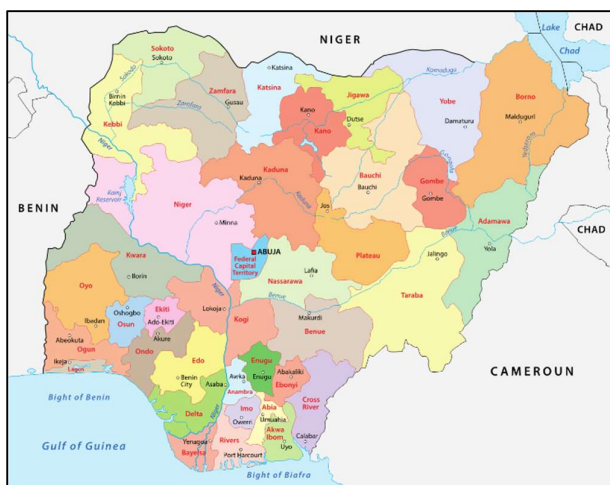 NIGER
CHAD
Lake
Chad
Sokoto
Sokoto
Sokoto
Katsina
Katsina
Zamfara
Gusau
Zamfara
Birnin
Kebbi
Kebbi
Niger
Jigawa
Dutse
Kano
Kano
Komadugu
Yobe
Damaturu
Borno
Maiduguri
Kaduna
Kaduna
Kaduna
Bauchi
Bauchi
Gombe
Gombe
Adamawa
Yola
Benue
CHAD
BENIN
Kainji
Reservoir
Niger
Minna
Jos
Plateau
Jalingo
Taraba
ABUJA
Federal
Capital
Territory
Nassarawa
Lafia
Kwara
Ilorin
Niger
Oyo
Ibadan
Oshogbo
Osun
Ekiti
Ado-Ekiti
Akure
Ondo
Lokoja
Kogi
Benue
Makurdi
Benue
Abeokuta
Ogun
Ikeja
Lagos
Edo
Benin
City
Asaba
Delta
Niger
Enugu
Enugu
Awka
Anambra
Abakaliki
Ebonyi
Cross
River
Calabar
Imo
Owerri
Abia
Umuahia
Akwa
Ibom
Uyo
Yenagoa
Bayelsa
Rivers
Port Harcourt
CAMEROUN
Bight of Benin
Gulf of Guinea
Bight of Biafra